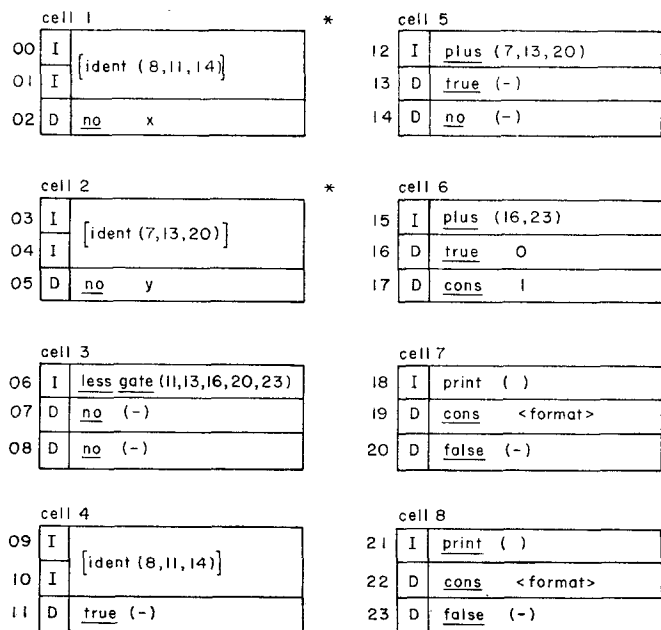 cell 1
00 I [ident (8,11,14)]
01 I
02 D no x
cell 2
03 I [ident (7,13,20)]
04 I
05 D no y
cell 3
06 I less gate (11,13,16,20,23)
07 D no (-)
08 D no (-)
cell 4
09 I [ident (8,11,14)]
10 I
11 D true (-)
* cell 5
12 I plus (7,13,20)
13 D true (-)
14 D no (-)
* cell 6
15 I plus (16,23)
16 D true 0
17 D cons 1
cell 7
18 I print ( )
19 D cons <format>
20 D false (-)
cell 8
21 I print ( )
22 D cons <format>
23 D false (-)